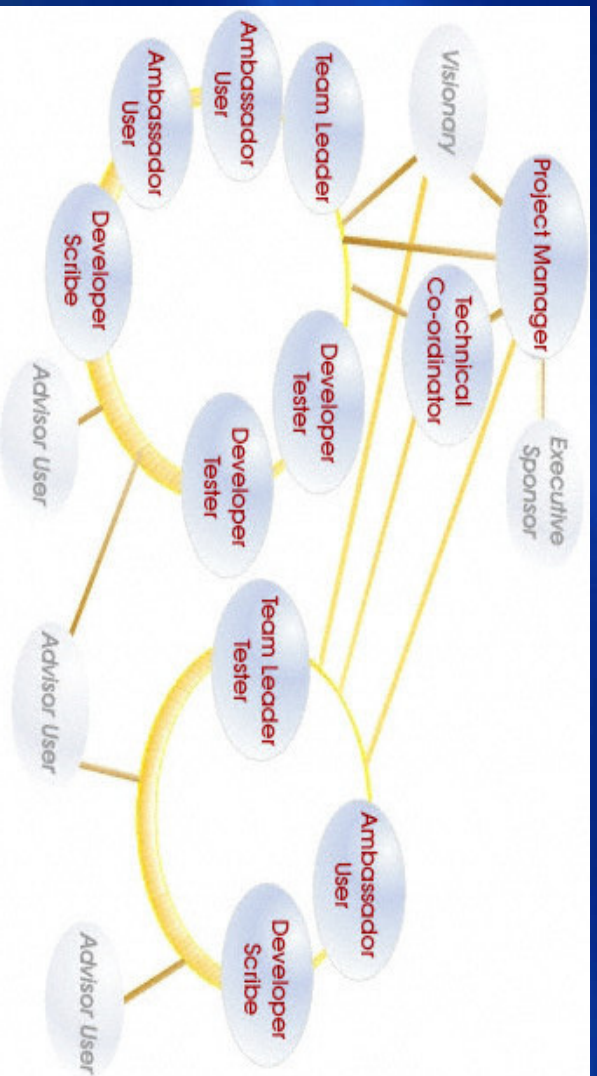 Executive
Sponsor
Project Manager
Visionary
Technical
Co-ordinator
Team Leader
Ambassador
User
Ambassador
User
Developer
Scribe
Developer
Tester
Developer
Tester
Ambassador
User
Team Leader
Tester
Developer
Scribe
Advisor User
Advisor User
Advisor User